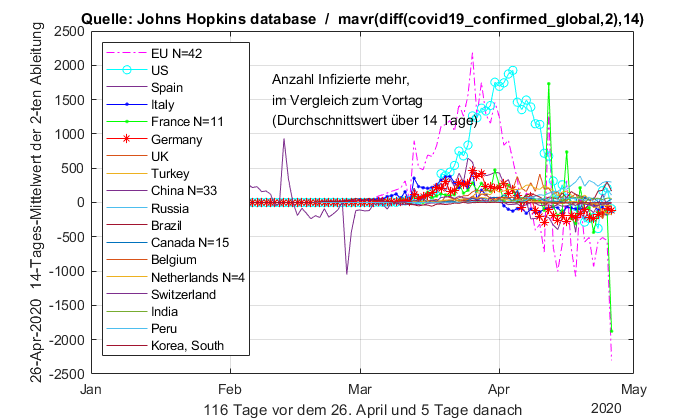 Quelle: Johns Hopkins database / mavr(diff(covid19_confirmed_global,2),14)
26-Apr-2020 14-Tages-Mittelwert der 2-ten Ableitung
2500
2000
1500
1000
500
0
-500
-1000
-1500
-2000
-2500
EU N=42
US
Spain
Italy
France N=11
Germany
UK
Turkey
China N=33
Russia
Brazil
Canada N=15
Belgium
Netherlands N=4
Switzerland
India
Peru
Korea, South
Anzahl Infizierte mehr,
im Vergleich zum Vortag
(Durchschnittswert über 14 Tage)
Jan Feb Mar Apr May
2020
116 Tage vor dem 26. April und 5 Tage danach